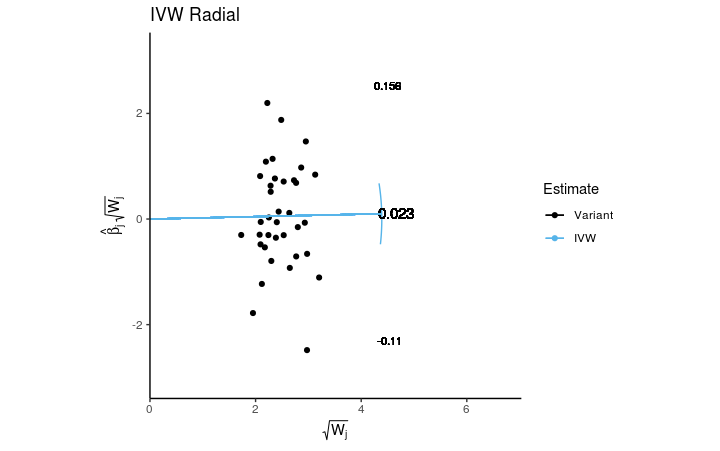 IVW Radial
0.156
2
Estimate
Variant
0
0.023
IVW
β̂ⱼ√Wⱼ
-2
-0.11
0 2 4 6
√Wⱼ